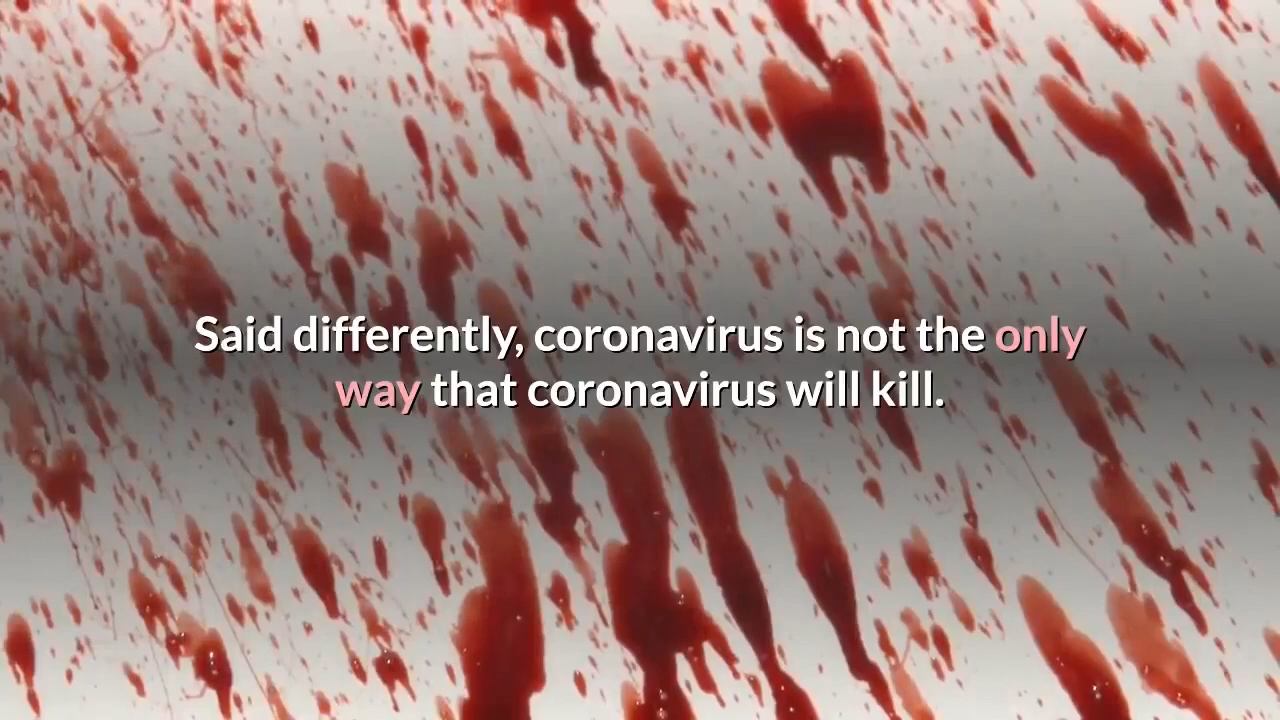 Said differently, coronavirus is not the only
way that coronavirus will kill.